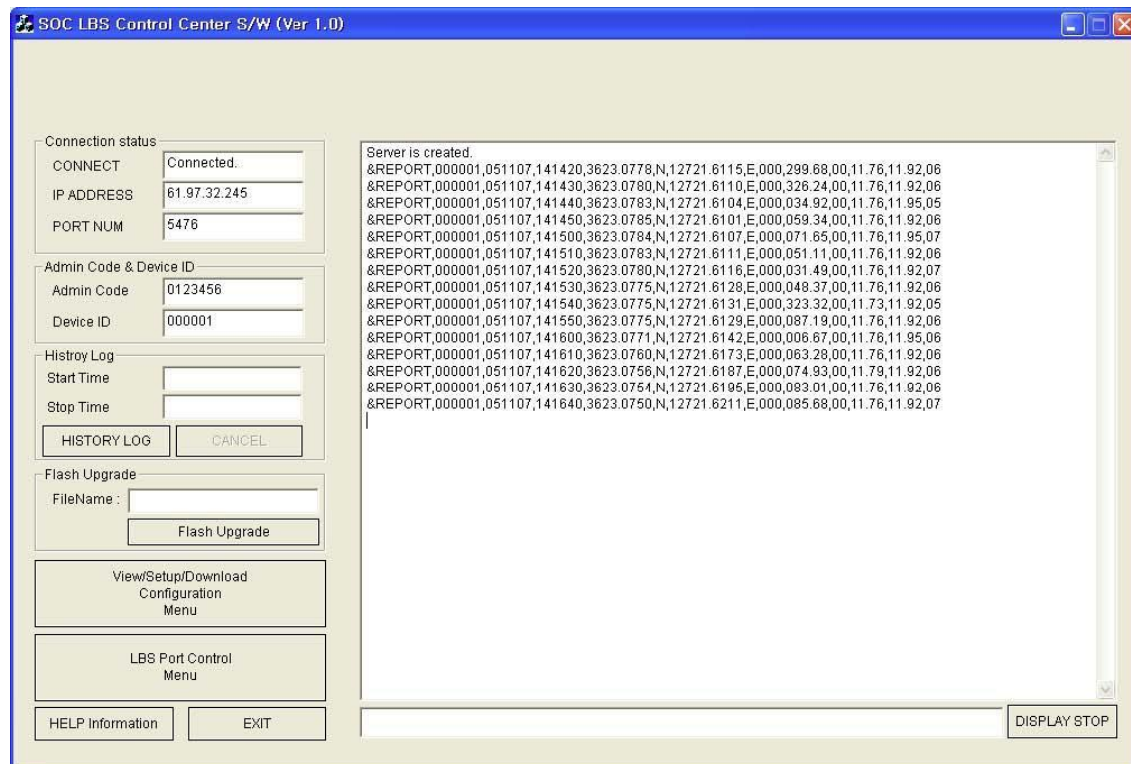 SOC LBS Control Center S/W (Ver 1.0)
Connection status
CONNECT Connected.
IP ADDRESS 61.97.32.245
PORT NUM 5476
Admin Code & Device ID
Admin Code 0123456
Device ID 000001
Histroy Log
Start Time
Stop Time
HISTORY LOG CANCEL
Flash Upgrade
FileName :
Flash Upgrade
View/Setup/Download
Configuration
Menu
LBS Port Control
Menu
HELP Information EXIT
Server is created.
&REPORT,000001,051107,141420,3623.0778,N,12721.6115,E,000,299.68,00,11.76,11.92,06
&REPORT,000001,051107,141430,3623.0780,N,12721.6110,E,000,326.24,00,11.76,11.92,06
&REPORT,000001,051107,141440,3623.0783,N,12721.6104,E,000,034.92,00,11.76,11.95,05
&REPORT,000001,051107,141450,3623.0785,N,12721.6101,E,000,059.34,00,11.76,11.92,06
&REPORT,000001,051107,141500,3623.0784,N,12721.6107,E,000,071.65,00,11.76,11.95,07
&REPORT,000001,051107,141510,3623.0783,N,12721.6111,E,000,051.11,00,11.76,11.92,06
&REPORT,000001,051107,141520,3623.0780,N,12721.6116,E,000,031.49,00,11.76,11.92,07
&REPORT,000001,051107,141530,3623.0775,N,12721.6128,E,000,048.37,00,11.76,11.92,06
&REPORT,000001,051107,141540,3623.0775,N,12721.6131,E,000,323.32,00,11.73,11.92,05
&REPORT,000001,051107,141550,3623.0775,N,12721.6129,E,000,087.19,00,11.76,11.92,06
&REPORT,000001,051107,141600,3623.0771,N,12721.6142,E,000,006.67,00,11.76,11.95,06
&REPORT,000001,051107,141610,3623.0760,N,12721.6173,E,000,063.28,00,11.76,11.92,06
&REPORT,000001,051107,141620,3623.0756,N,12721.6187,E,000,074.93,00,11.79,11.92,06
&REPORT,000001,051107,141630,3623.0754,N,12721.6195,E,000,083.01,00,11.76,11.92,06
&REPORT,000001,051107,141640,3623.0750,N,12721.6211,E,000,085.68,00,11.76,11.92,07
DISPLAY STOP